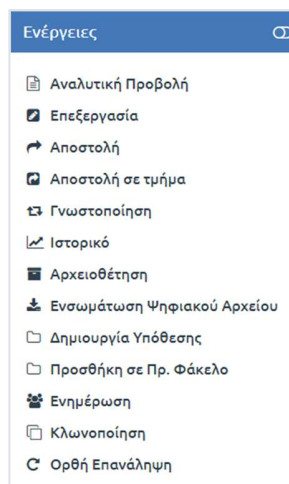 Ενέργειες
Αναλυτική Προβολή
Επεξεργασία
Αποστολή
Αποστολή σε τμήμα
Γνωστοποίηση
Ιστορικό
Αρχειοθέτηση
Ενσωμάτωση Ψηφιακού Αρχείου
Δημιουργία Υπόθεσης
Προσθήκη σε Πρ. Φάκελο
Ενημέρωση
Κλωνοποίηση
Ορθή Επανάληψη